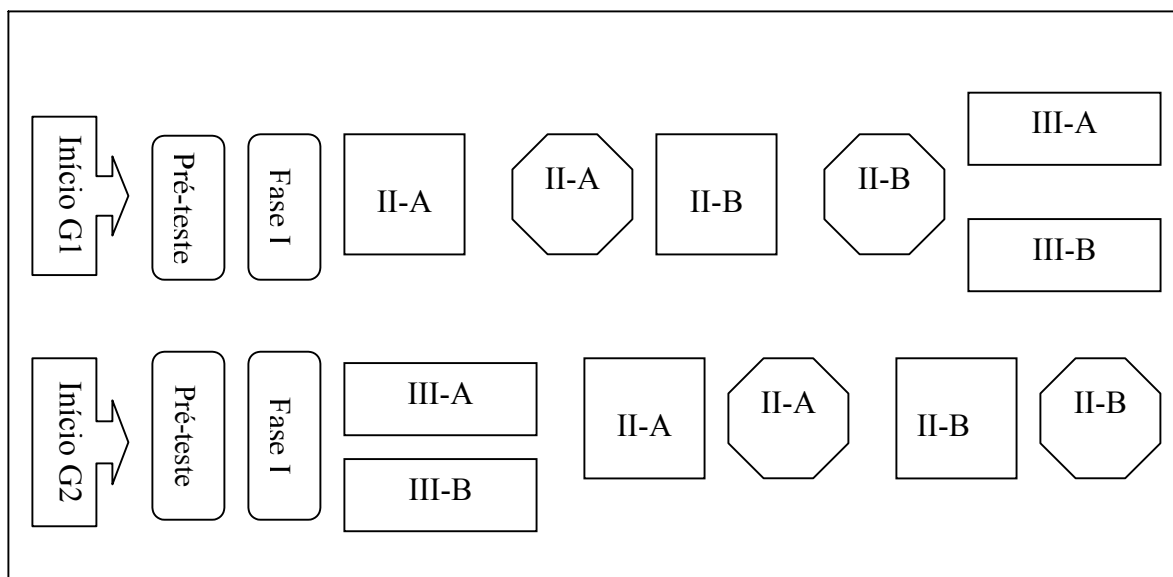 Início G1
Pré-teste
Fase I
II-A
II-A
II-B
II-B
III-A
III-B
Início G2
Pré-teste
Fase I
III-A
III-B
II-A
II-A
II-B
II-B